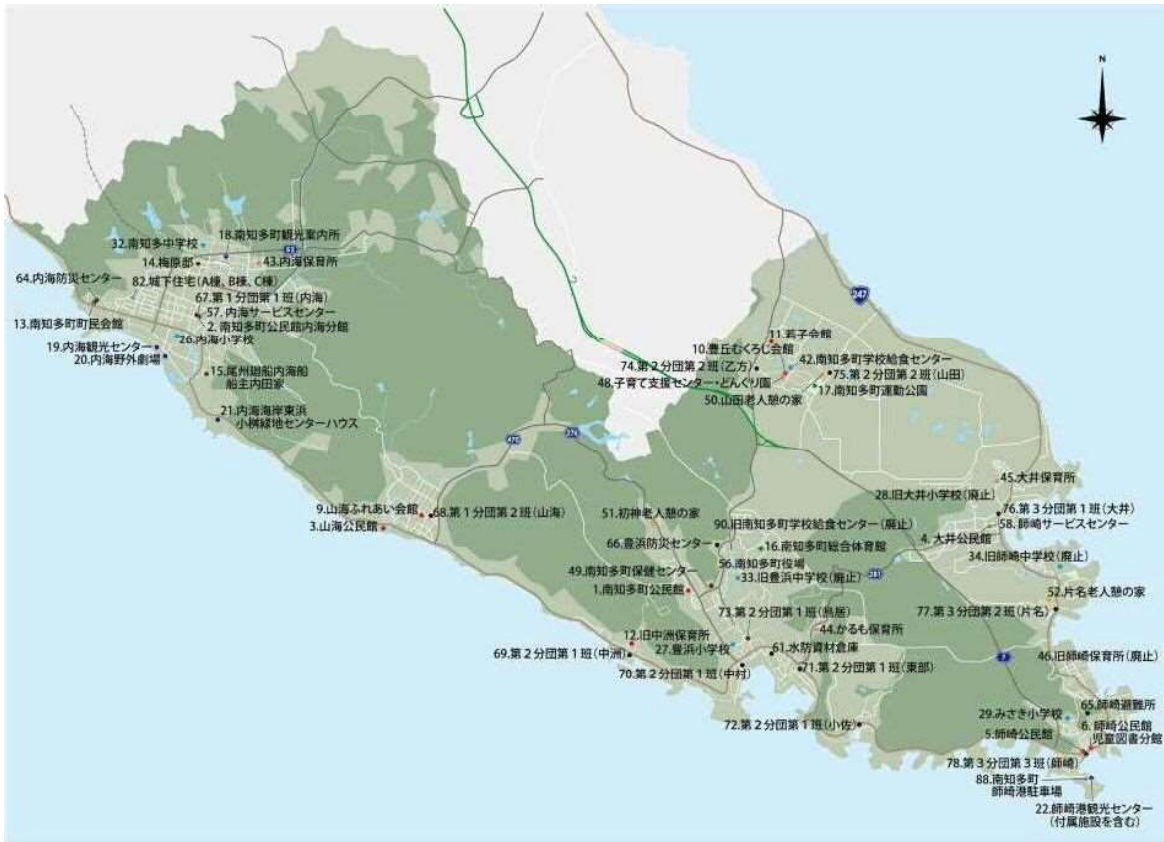 N
32.南知多中学校
18.南知多町観光案内所
14.梅原邸
43.内海保育所
64.内海防災センター
82.城下住宅(A棟、B棟、C棟)
67.第1分団第1班(内海)
57.内海サービスセンター
13.南知多町町民会館
2.南知多町公民館内海分館
26.内海小学校
19.内海観光センター
20.内海野外劇場
15.尾州廻船内海船
船主内田家
21.内海海岸東浜
小桝緑地センターハウス
247
11.若子会館
10.豊丘むくろじ会館
74.第2分団第2班(乙方)
42.南知多町学校給食センター
75.第2分団第2班(山田)
48.子育て支援センター・どんぐり園
17.南知多町運動公園
50.山田老人憩の家
470
276
9.山海ふれあい会館
68.第1分団第2班(山海)
3.山海公民館
51.初神老人憩の家
45.大井保育所
28.旧大井小学校(廃止)
76.第3分団第1班(大井)
90.旧南知多町学校給食センター(廃止)
58.師崎サービスセンター
66.豊浜防災センター
16.南知多町総合体育館
4.大井公民館
34.旧師崎中学校(廃止)
56.南知多町役場
49.南知多町保健センター
33.旧豊浜中学校(廃止)
281
1.南知多町公民館
52.片名老人憩の家
73.第2分団第1班(鳥居)
77.第3分団第2班(片名)
44.かるも保育所
12.旧中洲保育所
27.豊浜小学校
61.水防資材倉庫
69.第2分団第1班(中洲)
70.第2分団第1班(中村)
71.第2分団第1班(東部)
7
46.旧師崎保育所(廃止)
65.師崎避難所
29.みさき小学校
6.師崎公民館
児童図書分館
72.第2分団第1班(小佐)
5.師崎公民館
78.第3分団第3班(師崎)
88.南知多町
師崎港駐車場
22.師崎港観光センター
(付属施設を含む)